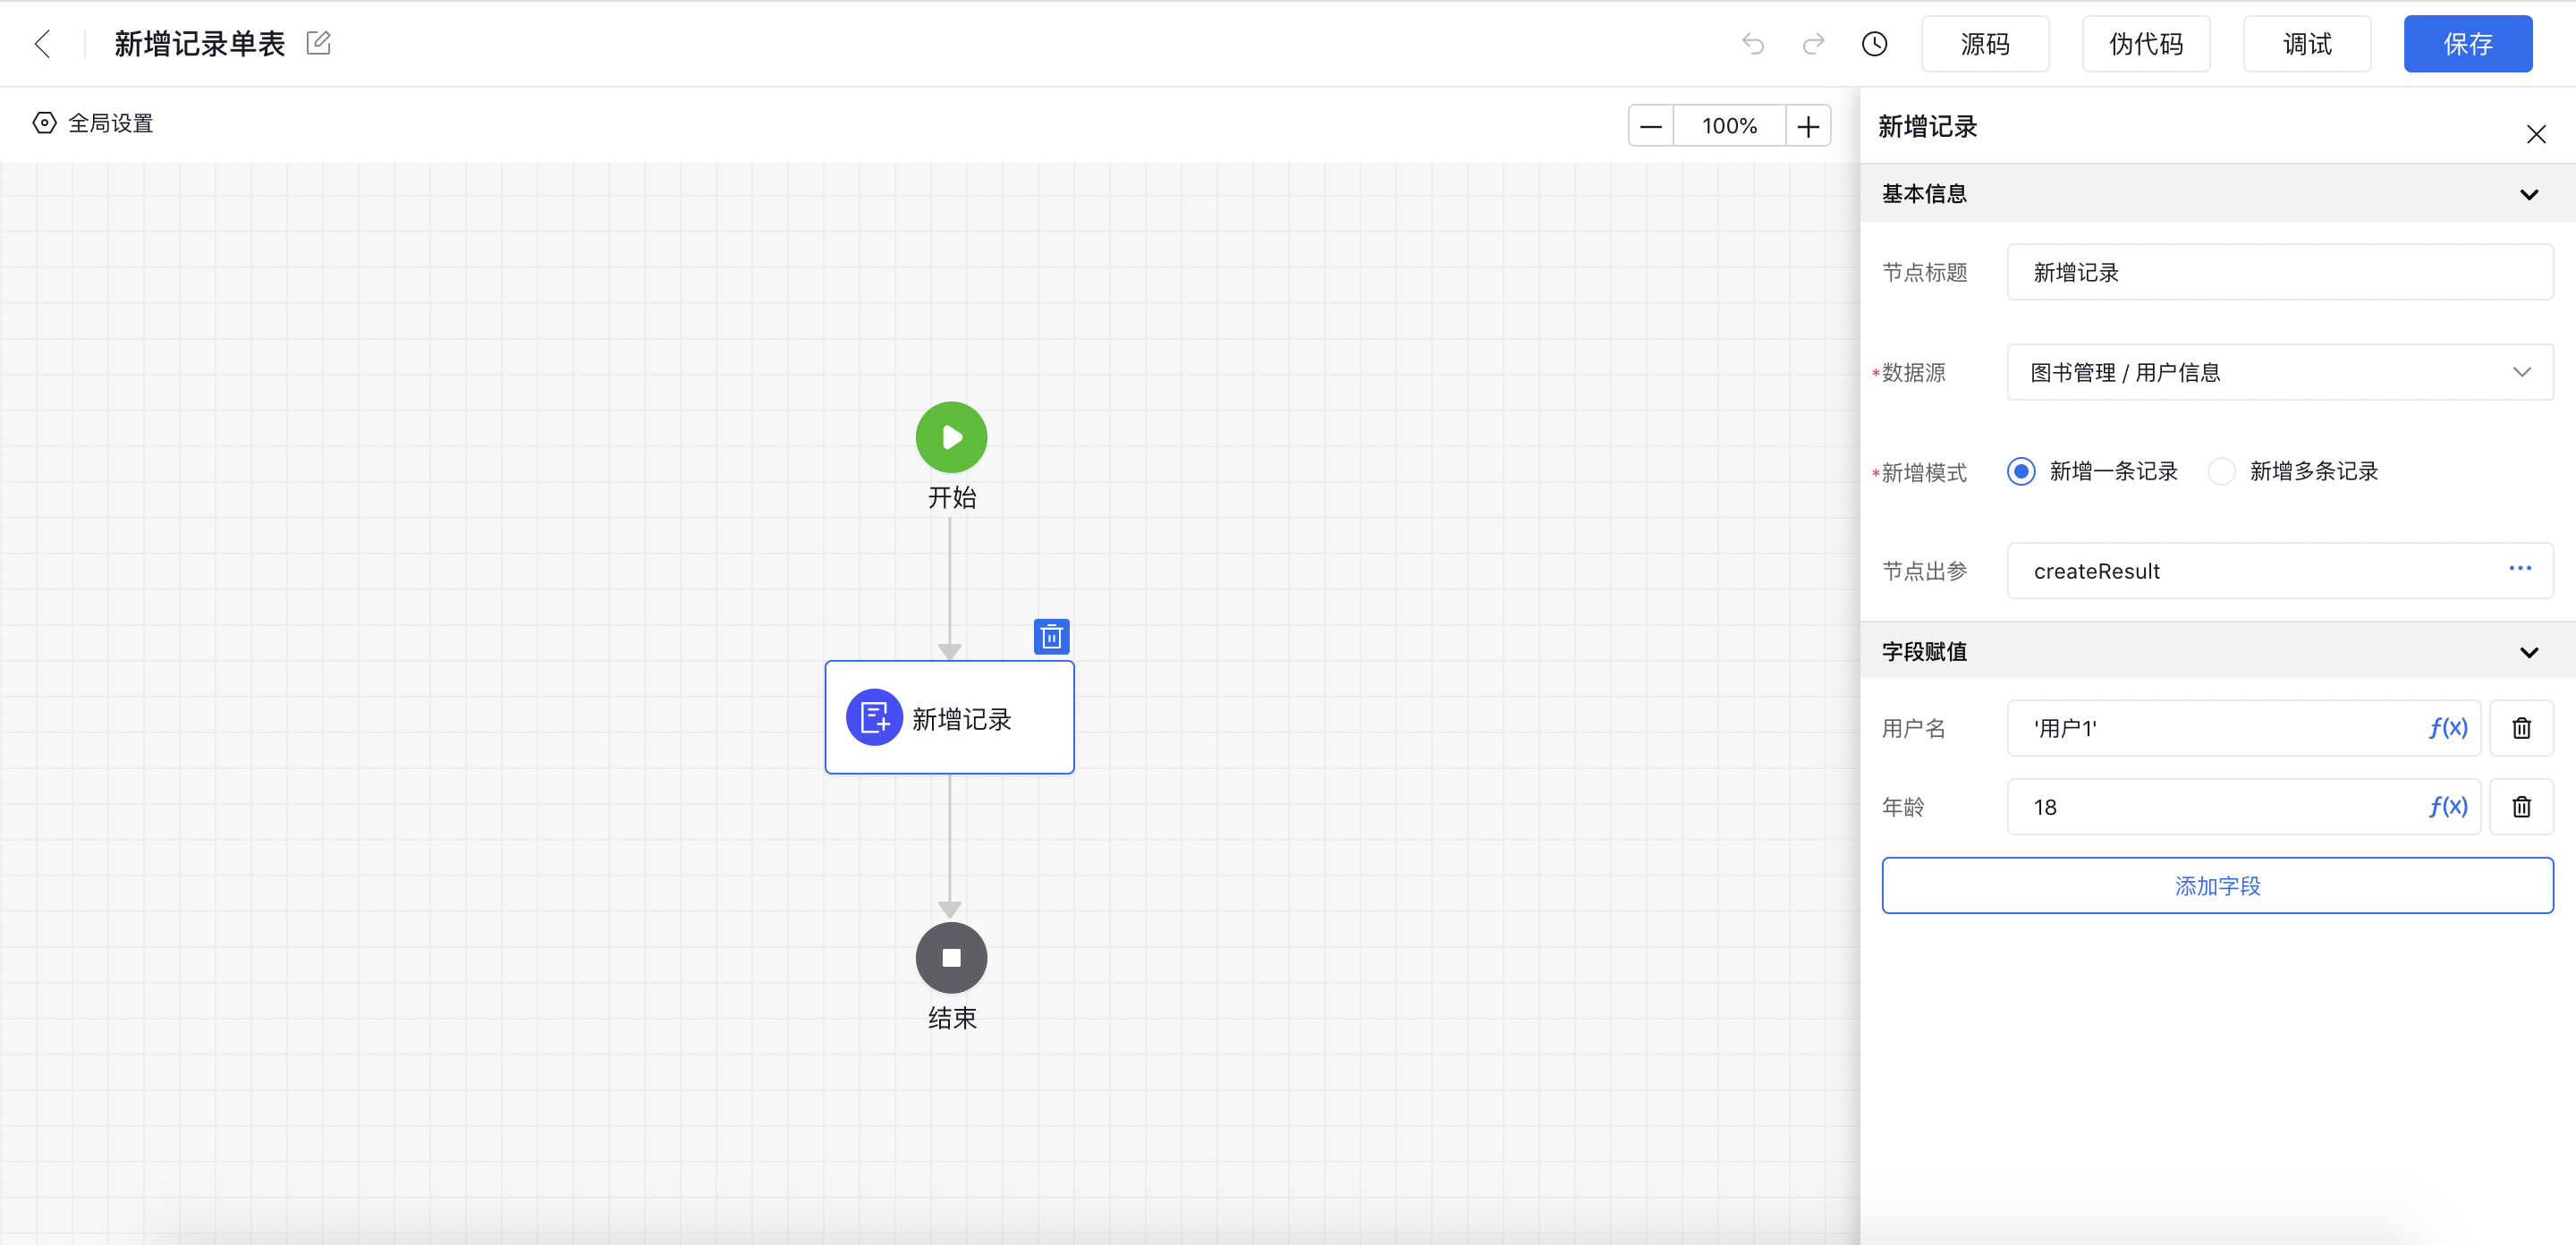 新增记录单表
源码
伪代码
调试
保存
全局设置
100%
开始
新增记录
结束
新增记录
基本信息
节点标题
新增记录
*数据源
图书管理 / 用户信息
*新增模式
新增一条记录
新增多条记录
节点出参
createResult
字段赋值
用户名
'用户1'
f(x)
年龄
18
f(x)
添加字段